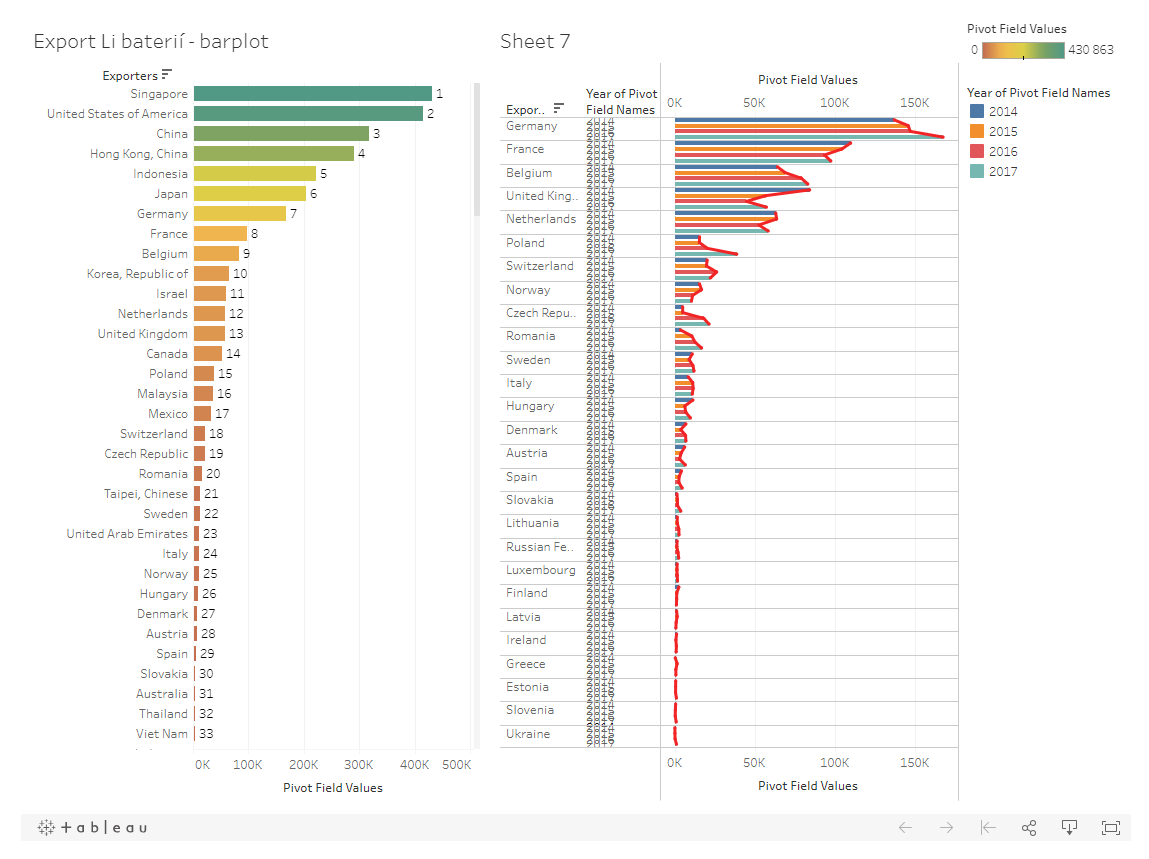 Export Li baterií - barplot
Exporters
Singapore 1
United States of America 2
China 3
Hong Kong, China 4
Indonesia 5
Japan 6
Germany 7
France 8
Belgium 9
Korea, Republic of 10
Israel 11
Netherlands 12
United Kingdom 13
Canada 14
Poland 15
Malaysia 16
Mexico 17
Switzerland 18
Czech Republic 19
Romania 20
Taipei, Chinese 21
Sweden 22
United Arab Emirates 23
Italy 24
Norway 25
Hungary 26
Denmark 27
Austria 28
Spain 29
Slovakia 30
Australia 31
Thailand 32
Viet Nam 33
0K 100K 200K 300K 400K 500K
Pivot Field Values
Sheet 7
Pivot Field Values
Expor.. Year of Pivot
Field Names
0K 50K 100K 150K
Germany
France
Belgium
United King..
Netherlands
Poland
Switzerland
Norway
Czech Repu..
Romania
Sweden
Italy
Hungary
Denmark
Austria
Spain
Slovakia
Lithuania
Russian Fe..
Luxembourg
Finland
Latvia
Ireland
Greece
Estonia
Slovenia
Ukraine
0K 50K 100K 150K
Pivot Field Values
Pivot Field Values
0 430 863
Year of Pivot Field Names
2014
2015
2016
2017
+ableau